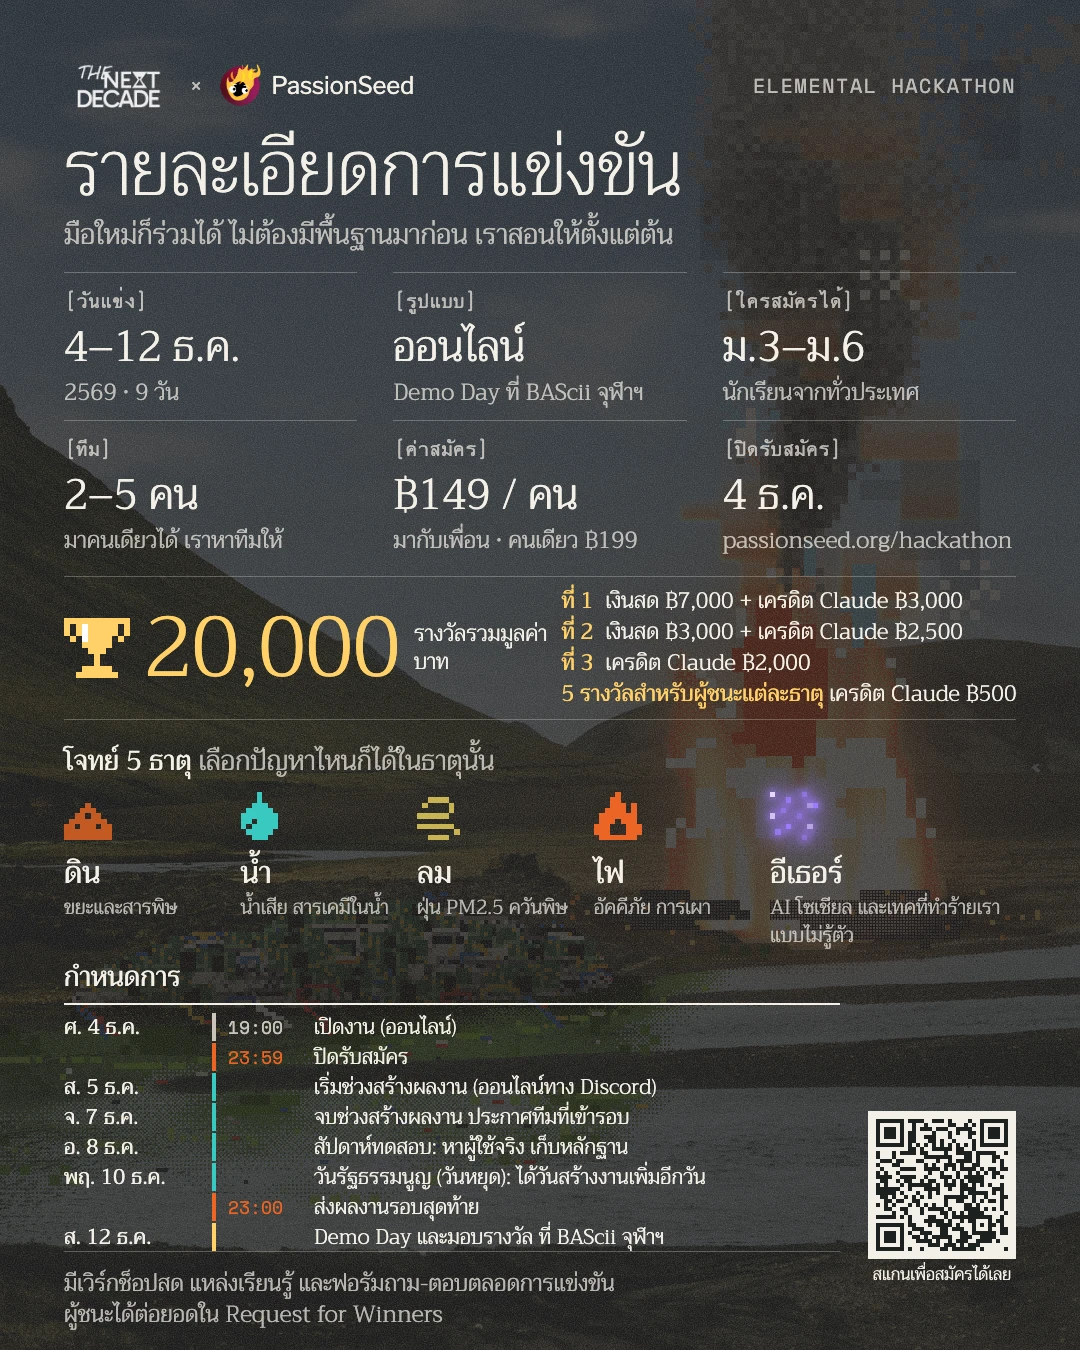 THE NEXT DECADE × PassionSeed
ELEMENTAL HACKATHON
รายละเอียดการแข่งขัน
มือใหม่ก็ร่วมได้ ไม่ต้องมีพื้นฐานมาก่อน เราสอนให้ตั้งแต่ต้น
[วันแข่ง]
4–12 ธ.ค.
2569 · 9 วัน
[รูปแบบ]
ออนไลน์
Demo Day ที่ BAScii จุฬาฯ
[ใครสมัครได้]
ม.3–ม.6
นักเรียนจากทั่วประเทศ
[ทีม]
2–5 คน
มาคนเดียวได้ เราหาทีมให้
[ค่าสมัคร]
฿149 / คน
มากับเพื่อน · คนเดียว ฿199
[ปิดรับสมัคร]
4 ธ.ค.
passionseed.org/hackathon
20,000
รางวัลรวมมูลค่า
บาท
ที่ 1 เงินสด ฿7,000 + เครดิต Claude ฿3,000
ที่ 2 เงินสด ฿3,000 + เครดิต Claude ฿2,500
ที่ 3 เครดิต Claude ฿2,000
5 รางวัลสำหรับผู้ชนะแต่ละธาตุ เครดิต Claude ฿500
โจทย์ 5 ธาตุ เลือกปัญหาไหนก็ได้ในธาตุนั้น
ดิน
ขยะและสารพิษ
น้ำ
น้ำเสีย สารเคมีในน้ำ
ลม
ฝุ่น PM2.5 ควันพิษ
ไฟ
อัคคีภัย การเผา
อีเธอร์
AI โซเชียล และเทคที่ทำร้ายเรา
แบบไม่รู้ตัว
กำหนดการ
ศ. 4 ธ.ค. 19:00 เปิดงาน (ออนไลน์)
23:59 ปิดรับสมัคร
ส. 5 ธ.ค. เริ่มช่วงสร้างผลงาน (ออนไลน์ทาง Discord)
จ. 7 ธ.ค. จบช่วงสร้างผลงาน ประกาศทีมที่เข้ารอบ
อ. 8 ธ.ค. สัปดาห์ทดสอบ: หาผู้ใช้จริง เก็บหลักฐาน
พฤ. 10 ธ.ค. วันรัฐธรรมนูญ (วันหยุด): ได้วันสร้างงานเพิ่มอีกวัน
23:00 ส่งผลงานรอบสุดท้าย
ส. 12 ธ.ค. Demo Day และมอบรางวัล ที่ BAScii จุฬาฯ
สแกนเพื่อสมัครได้เลย
มีเวิร์กช็อปสด แหล่งเรียนรู้ และฟอรัมถาม-ตอบตลอดการแข่งขัน
ผู้ชนะได้ต่อยอดใน Request for Winners